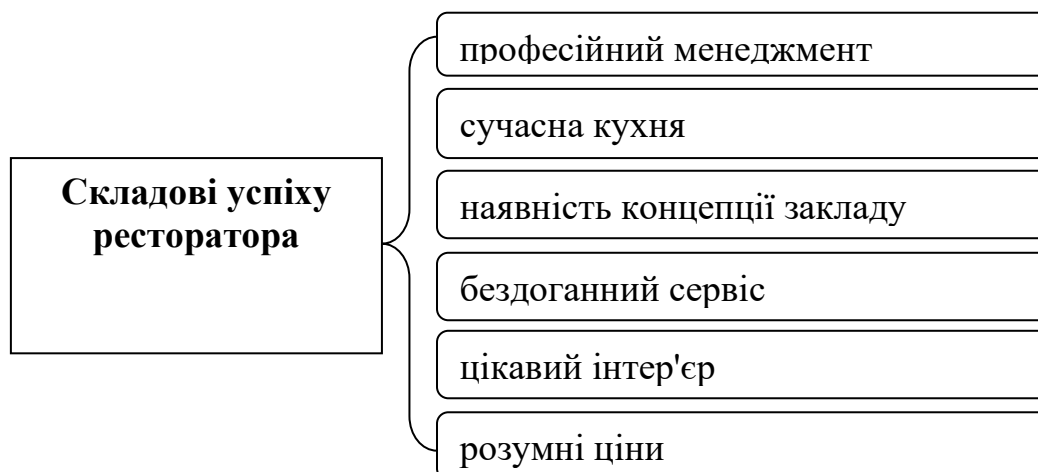 Складові успіху
ресторатора
професійний менеджмент
сучасна кухня
наявність концепції закладу
бездоганний сервіс
цікавий інтер'єр
розумні ціни